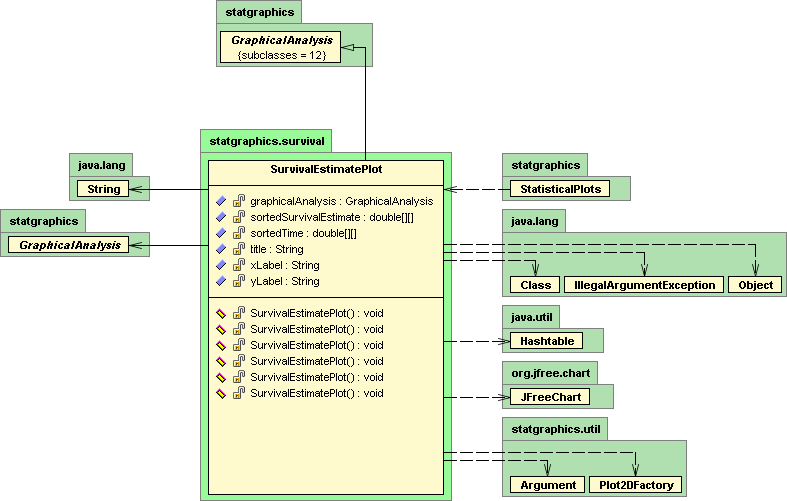 statgraphics
GraphicalAnalysis
{subclasses = 12}
statgraphics.survival
SurvivalEstimatePlot
graphicalAnalysis : GraphicalAnalysis
sortedSurvivalEstimate : double[][]
sortedTime : double[][]
title : String
xLabel : String
yLabel : String
SurvivalEstimatePlot() : void
SurvivalEstimatePlot() : void
SurvivalEstimatePlot() : void
SurvivalEstimatePlot() : void
SurvivalEstimatePlot() : void
SurvivalEstimatePlot() : void
java.lang
String
statgraphics
GraphicalAnalysis
statgraphics
StatisticalPlots
java.lang
Class
IllegalArgumentException
Object
java.util
Hashtable
org.jfree.chart
JFreeChart
statgraphics.util
Argument
Plot2DFactory